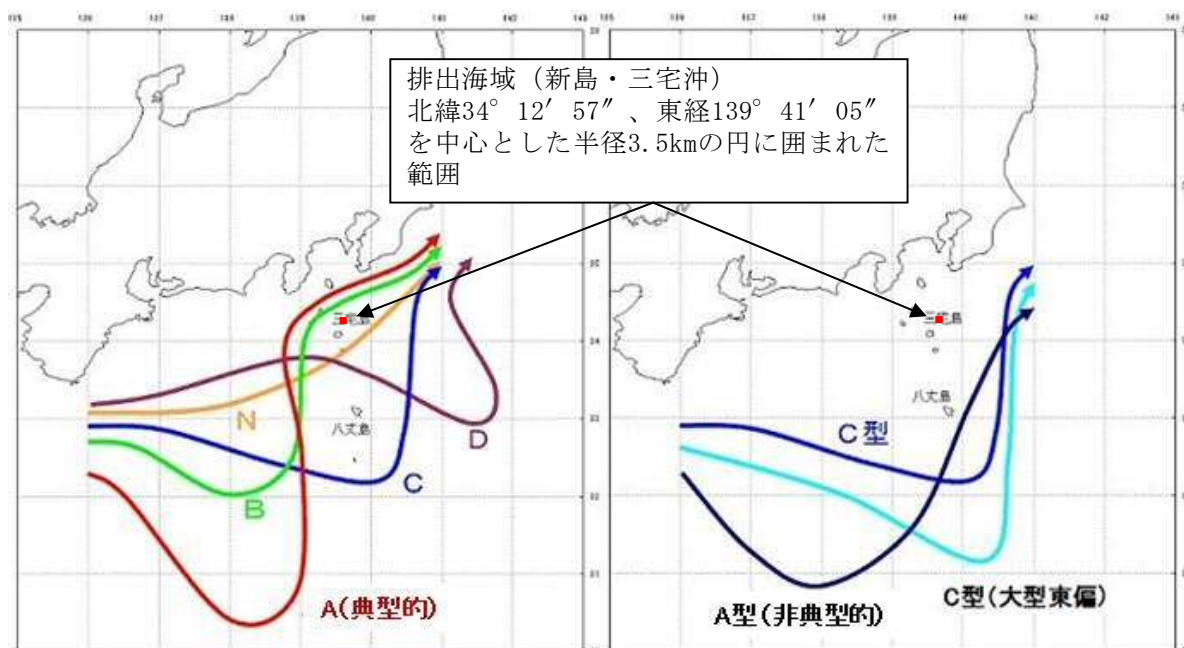 排出海域（新島・三宅沖）
北緯34°12′57″、東経139°41′05″
を中心とした半径3.5kmの円に囲まれた
範囲
三宅島
八丈島
N
B
C
D
A(典型的)
三宅島
八丈島
C型
A型(非典型的)
C型(大型東偏)